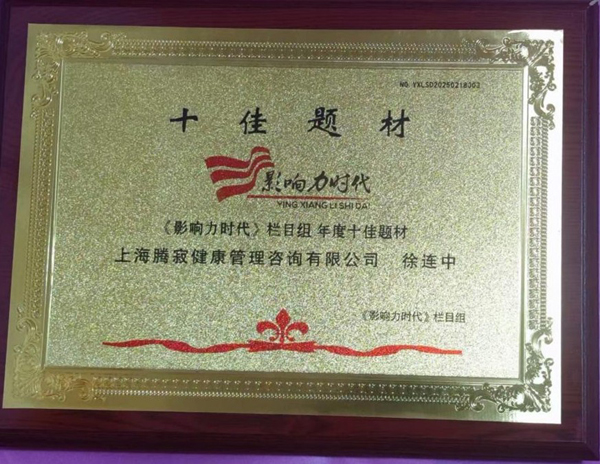 NO.YXLSD20250218003
十佳题材
影响力时代
YING XIANG LI SHI DAI
《影响力时代》栏目组 年度十佳题材
上海腾寂健康管理咨询有限公司 徐连中
《影响力时代》栏目组